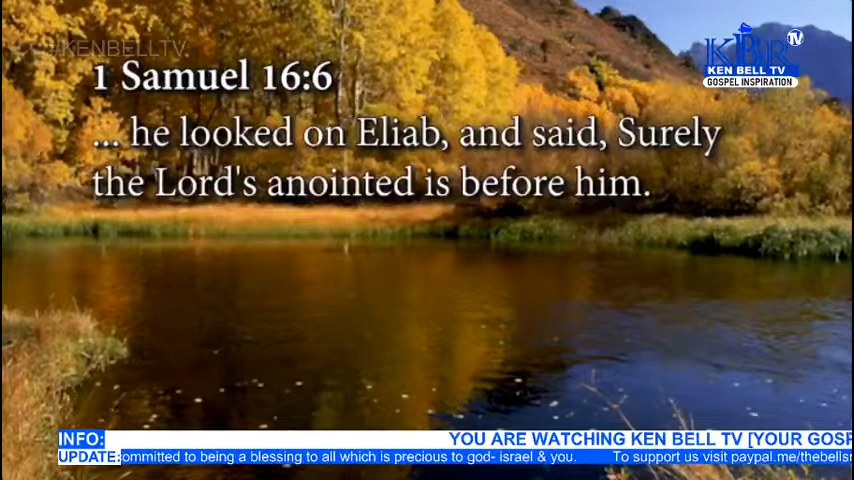 #KENBELLTV
KBR TV
KEN BELL TV
GOSPEL INSPIRATION
1 Samuel 16:6
... he looked on Eliab, and said, Surely
the Lord's anointed is before him.
INFO: YOU ARE WATCHING KEN BELL TV [YOUR GOSP
UPDATE: ommitted to being a blessing to all which is precious to god- israel & you. To support us visit paypal.me/thebellsr